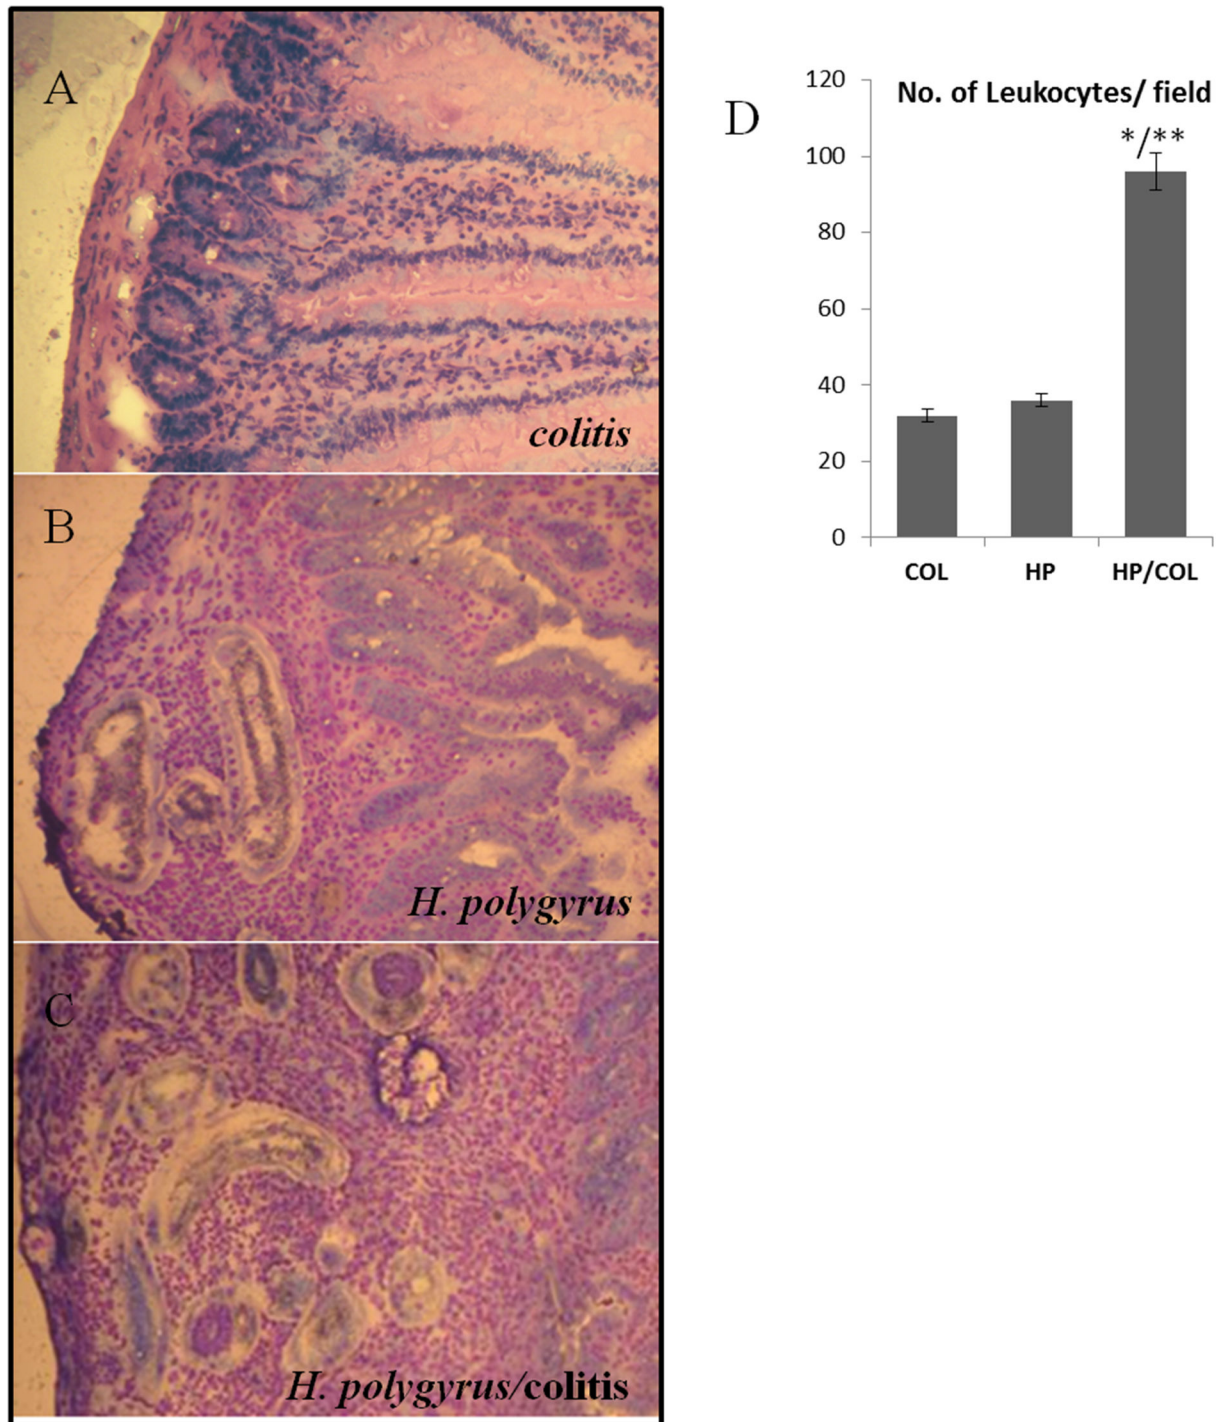 A
colitis
B
H. polygyrus
C
H. polygyrus/colitis
D
No. of Leukocytes/ field
*/**
120
100
80
60
40
20
0
COL HP HP/COL